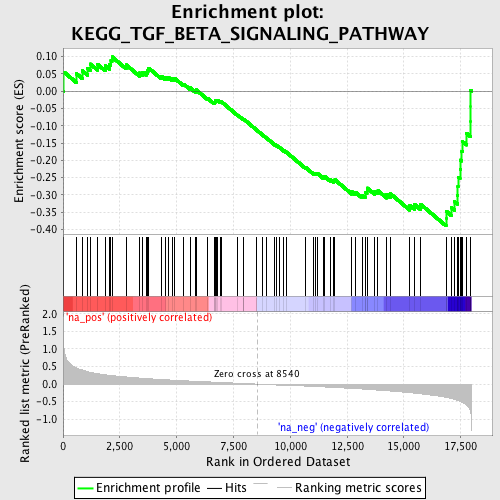 Enrichment plot:
KEGG_TGF_BETA_SIGNALING_PATHWAY
Enrichment score (ES)
0.10
0.05
0.00
-0.05
-0.10
-0.15
-0.20
-0.25
-0.30
-0.35
-0.40
'na_pos' (positively correlated)
Ranked list metric (PreRanked)
2.0
1.5
1.0
0.5
0.0
-0.5
-1.0
Zero cross at 8540
'na_neg' (negatively correlated)
0 2,500 5,000 7,500 10,000 12,500 15,000 17,500
Rank in Ordered Dataset
Enrichment profile Hits Ranking metric scores